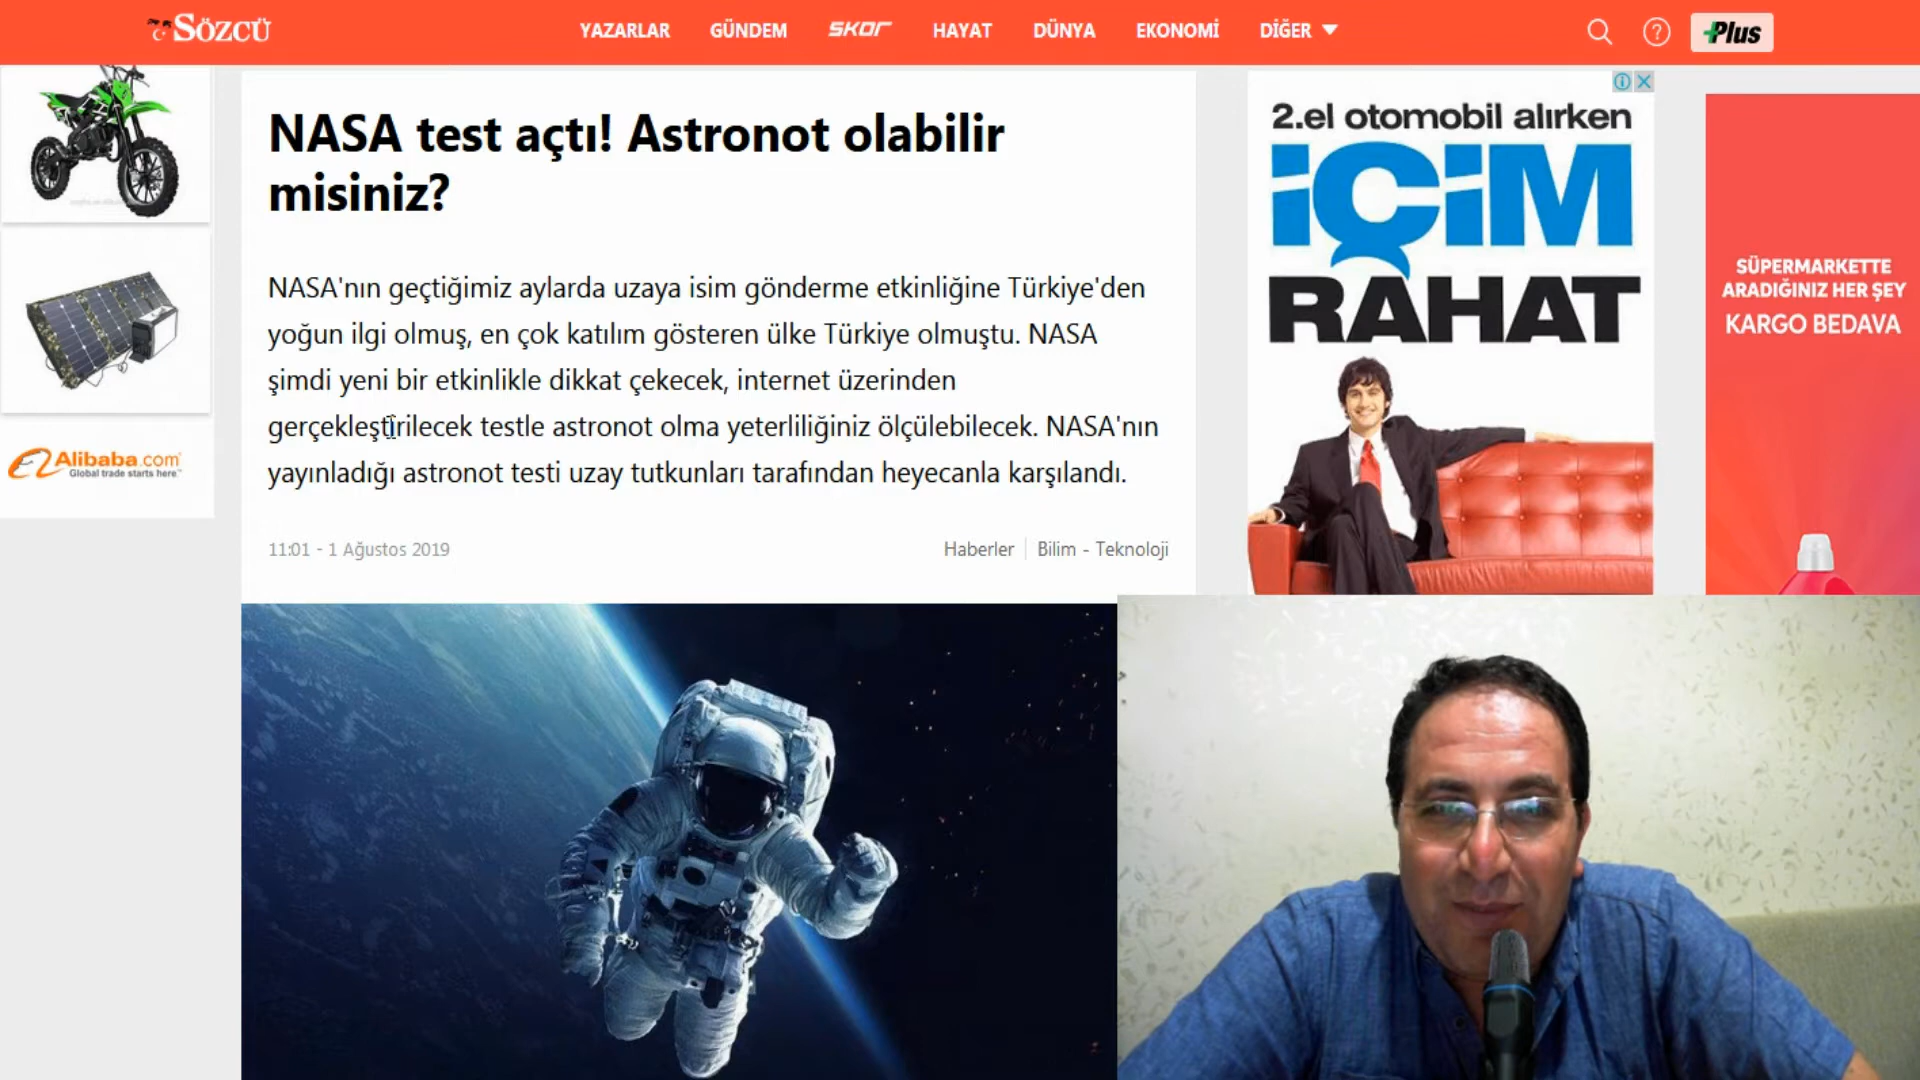 SÖZCÜ
YAZARLAR GÜNDEM SKOR HAYAT DÜNYA EKONOMİ DİĞER
? +Plus
NASA test açtı! Astronot olabilir
misiniz?
NASA'nın geçtiğimiz aylarda uzaya isim gönderme etkinliğine Türkiye'den
yoğun ilgi olmuş, en çok katılım gösteren ülke Türkiye olmuştu. NASA
şimdi yeni bir etkinlikle dikkat çekecek, internet üzerinden
gerçekleştirilecek testle astronot olma yeterliliğiniz ölçülebilecek. NASA'nın
yayınladığı astronot testi uzay tutkunları tarafından heyecanla karşılandı.
11:01 - 1 Ağustos 2019
Haberler Bilim - Teknoloji
Alibaba.com
Global trade starts here.™
2.el otomobil alırken
içiM
RAHAT
SÜPERMARKETTE
ARADIĞINIZ HER ŞEY
KARGO BEDAVA